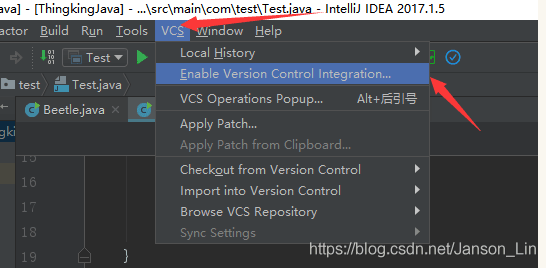 ava] - [ThingkingJava] - ...\src\main\com\test\Test.java - IntelliJ IDEA 2017.1.5
actor Build Run Tools VCS Window Help
Test
test Test.java
Beetle.java
Local History
Enable Version Control Integration...
VCS Operations Popup... Alt+后引号
Apply Patch...
Apply Patch from Clipboard...
Checkout from Version Control
Import into Version Control
Browse VCS Repository
Sync Settings
15
16
17
18
19 }
https://blog.csdn.net/Janson_Lin